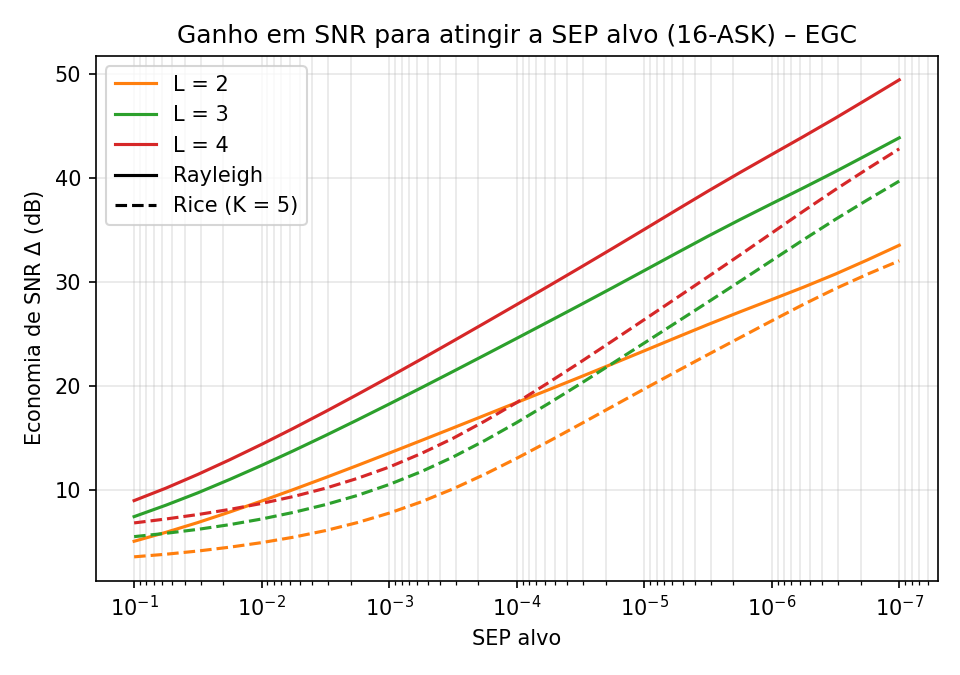 Ganho em SNR para atingir a SEP alvo (16-ASK) – EGC
L = 2
L = 3
L = 4
Rayleigh
Rice (K = 5)
Economia de SNR Δ (dB)
50
40
30
20
10
10⁻¹ 10⁻² 10⁻³ 10⁻⁴ 10⁻⁵ 10⁻⁶ 10⁻⁷
SEP alvo